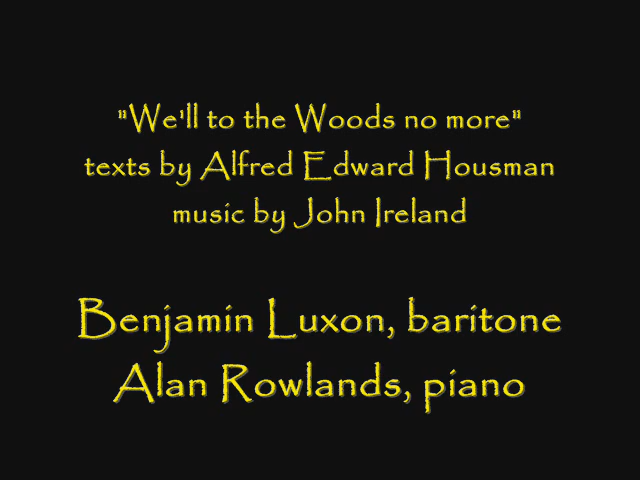 "We'll to the Woods no more"
texts by Alfred Edward Housman
music by John Ireland
Benjamin Luxon, baritone
Alan Rowlands, piano